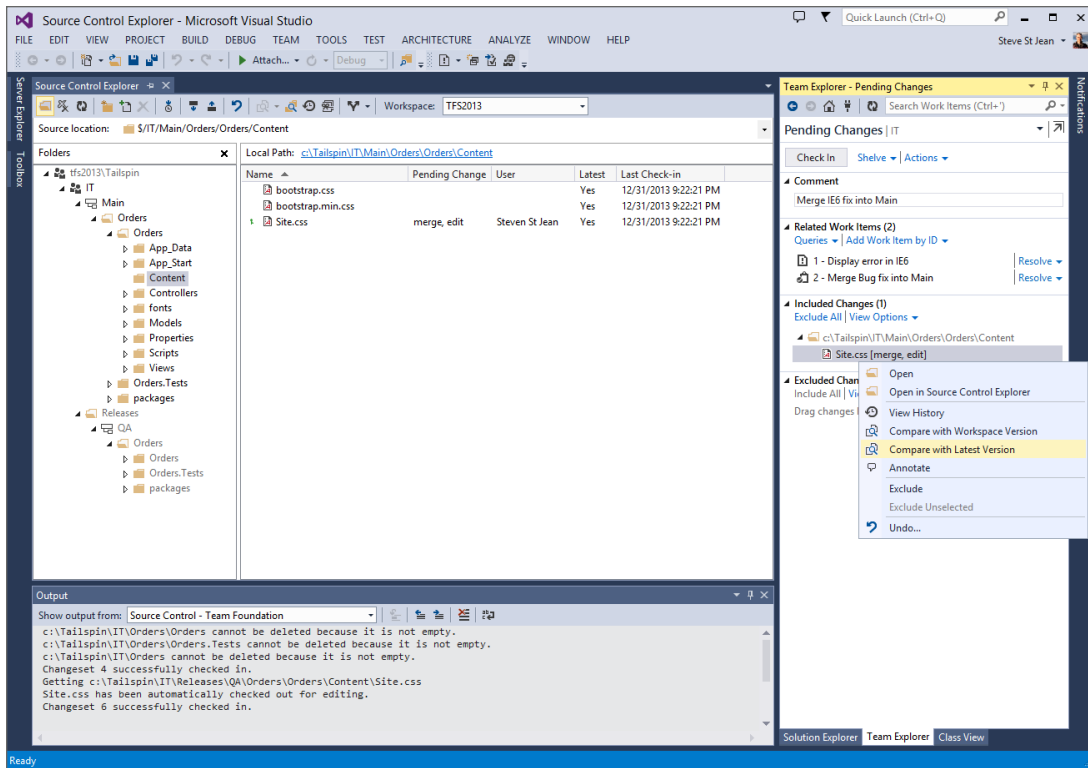 Source Control Explorer - Microsoft Visual Studio
Quick Launch (Ctrl+Q)
FILE EDIT VIEW PROJECT BUILD DEBUG TEAM TOOLS TEST ARCHITECTURE ANALYZE WINDOW HELP
Steve St Jean
Attach... Debug
Server Explorer
Toolbox
Source Control Explorer
Workspace: TFS2013
Source location: $/IT/Main/Orders/Orders/Content
Folders
Local Path: c:\Tailspin\IT\Main\Orders\Orders\Content
tfs2013\Tailspin
IT
Main
Orders
Orders
App_Data
App_Start
Content
Controllers
fonts
Models
Properties
Scripts
Views
Orders.Tests
packages
Releases
QA
Orders
Orders
Orders.Tests
packages
Name Pending Change User Latest Last Check-in
bootstrap.css Yes 12/31/2013 9:22:21 PM
bootstrap.min.css Yes 12/31/2013 9:22:21 PM
Site.css merge, edit Steven St Jean Yes 12/31/2013 9:22:21 PM
Output
Show output from: Source Control - Team Foundation
c:\Tailspin\IT\Orders\Orders cannot be deleted because it is not empty.
c:\Tailspin\IT\Orders\Orders.Tests cannot be deleted because it is not empty.
c:\Tailspin\IT\Orders cannot be deleted because it is not empty.
Changeset 4 successfully checked in.
Getting c:\Tailspin\IT\Releases\QA\Orders\Orders\Content\Site.css
Site.css has been automatically checked out for editing.
Changeset 6 successfully checked in.
Team Explorer - Pending Changes
Search Work Items (Ctrl+')
Pending Changes | IT
Check In Shelve Actions
Comment
Merge IE6 fix into Main
Related Work Items (2)
Queries Add Work Item by ID
1 - Display error in IE6 Resolve
2 - Merge Bug fix into Main Resolve
Included Changes (1)
Exclude All View Options
c:\Tailspin\IT\Main\Orders\Orders\Content
Site.css [merge, edit]
Excluded Chan
Include All Vi
Drag changes
Open
Open in Source Control Explorer
View History
Compare with Workspace Version
Compare with Latest Version
Annotate
Exclude
Exclude Unselected
Undo...
Solution Explorer Team Explorer Class View
Notifications
Ready